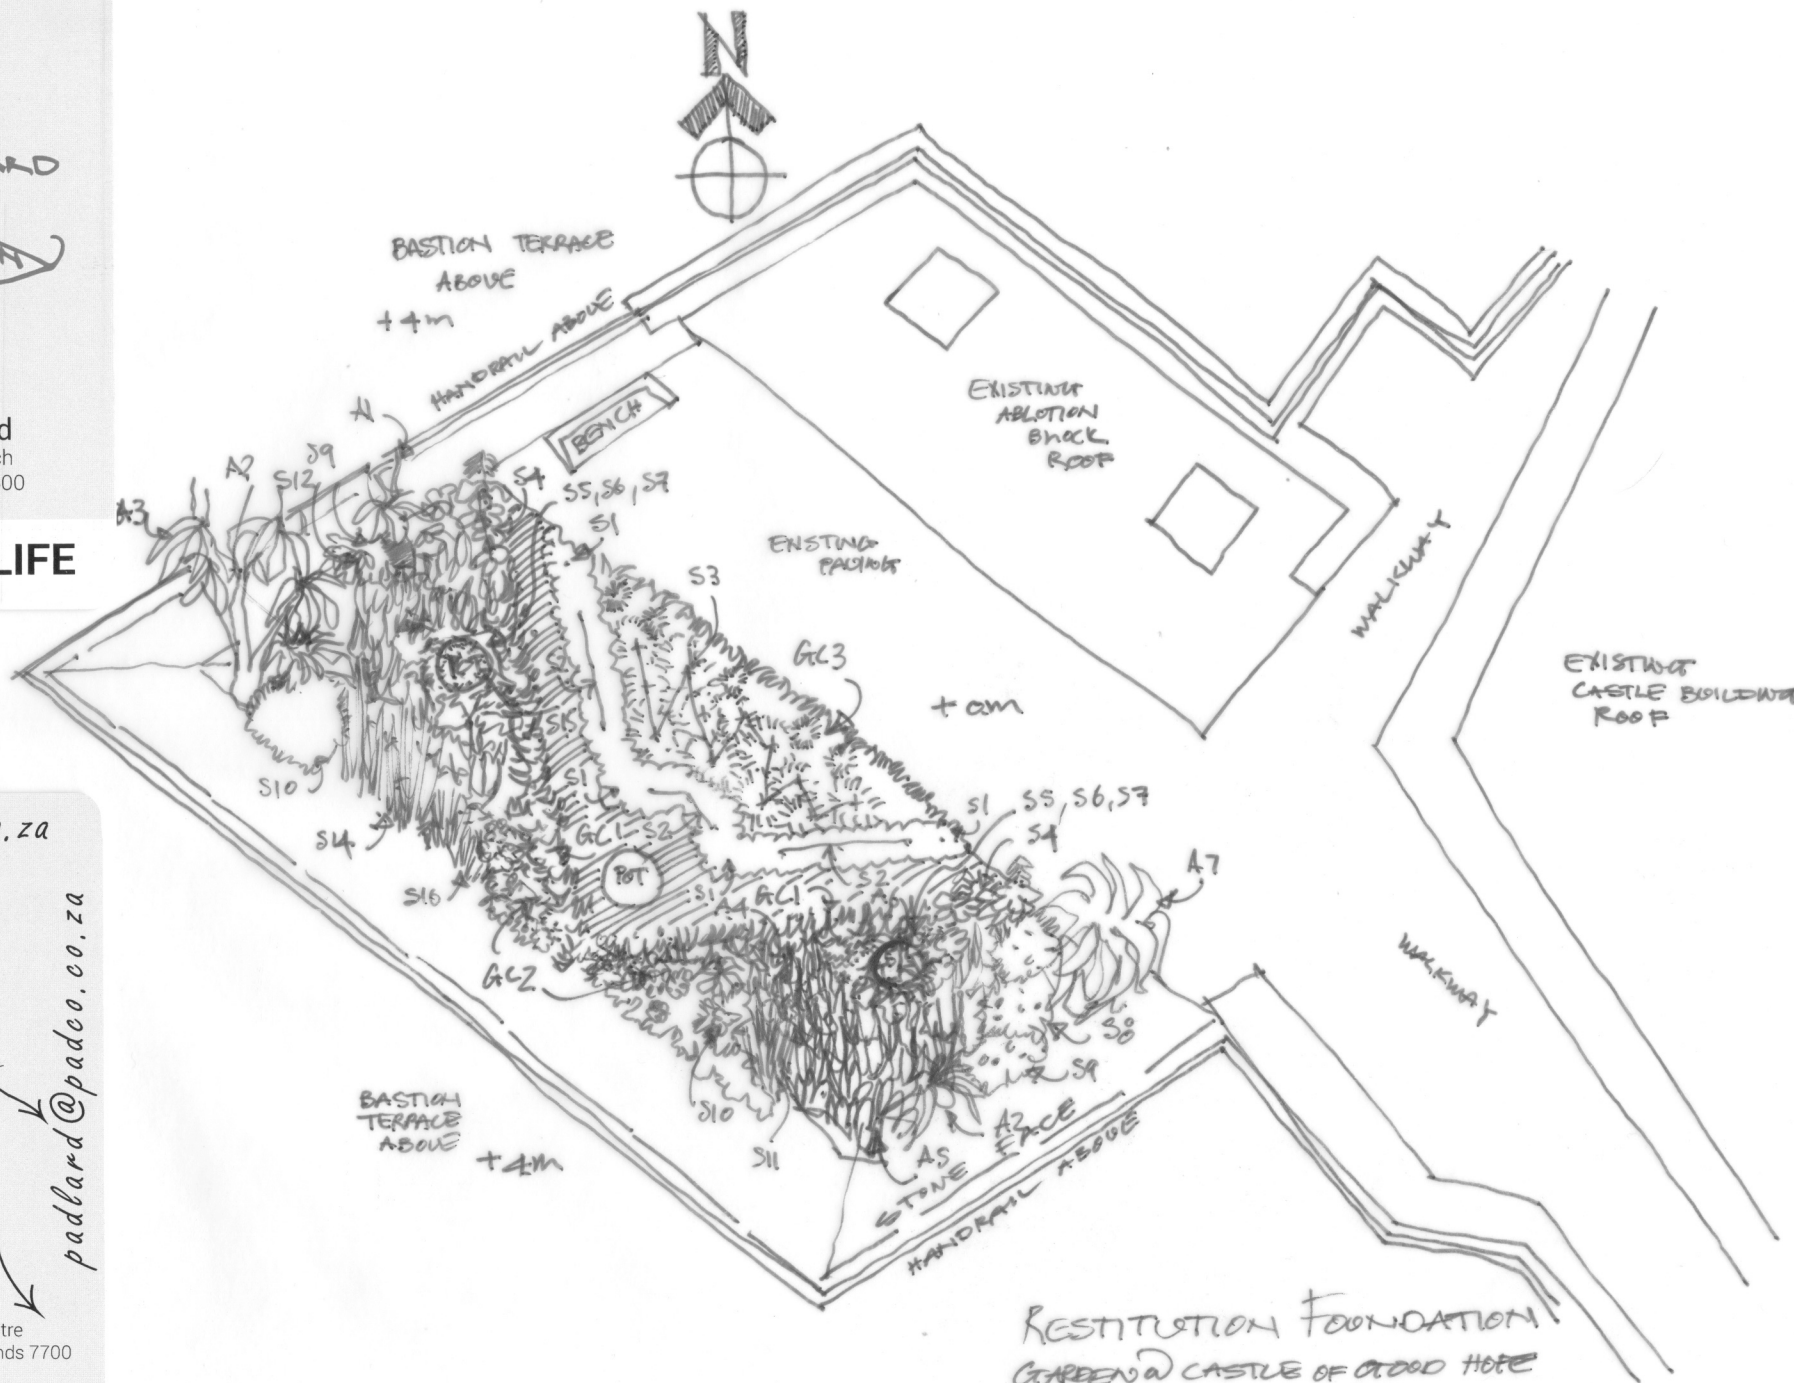 N
BASTION TERRACE
ABOVE
+4m
HANDRAIL ABOVE
BENCH
EXISTING
ABLOTION
BLOCK
ROOF
A1
S9
A2
S12
A3
S4
S5, S6, S7
S1
EXISTING
PAVING
S3
GC3
+0m
WALKWAY
EXISTING
CASTLE BUILDING
ROOF
LIFE
d
ch
S10
S15
S1
S14
GC1 S2
POT
S16
GC2
S1
S5, S6, S7
S4
A7
S1
GC1
S2
A4
A6
S8
S9
A2
A5
S10
S11
WALKWAY
BASTION
TERRACE
ABOVE
+4m
STONE FACE
HANDRAIL ABOVE
.za
padlard@padco.co.za
tre
nds 7700
RESTITUTION FOUNDATION
GARDEN @ CASTLE OF GOOD HOPE